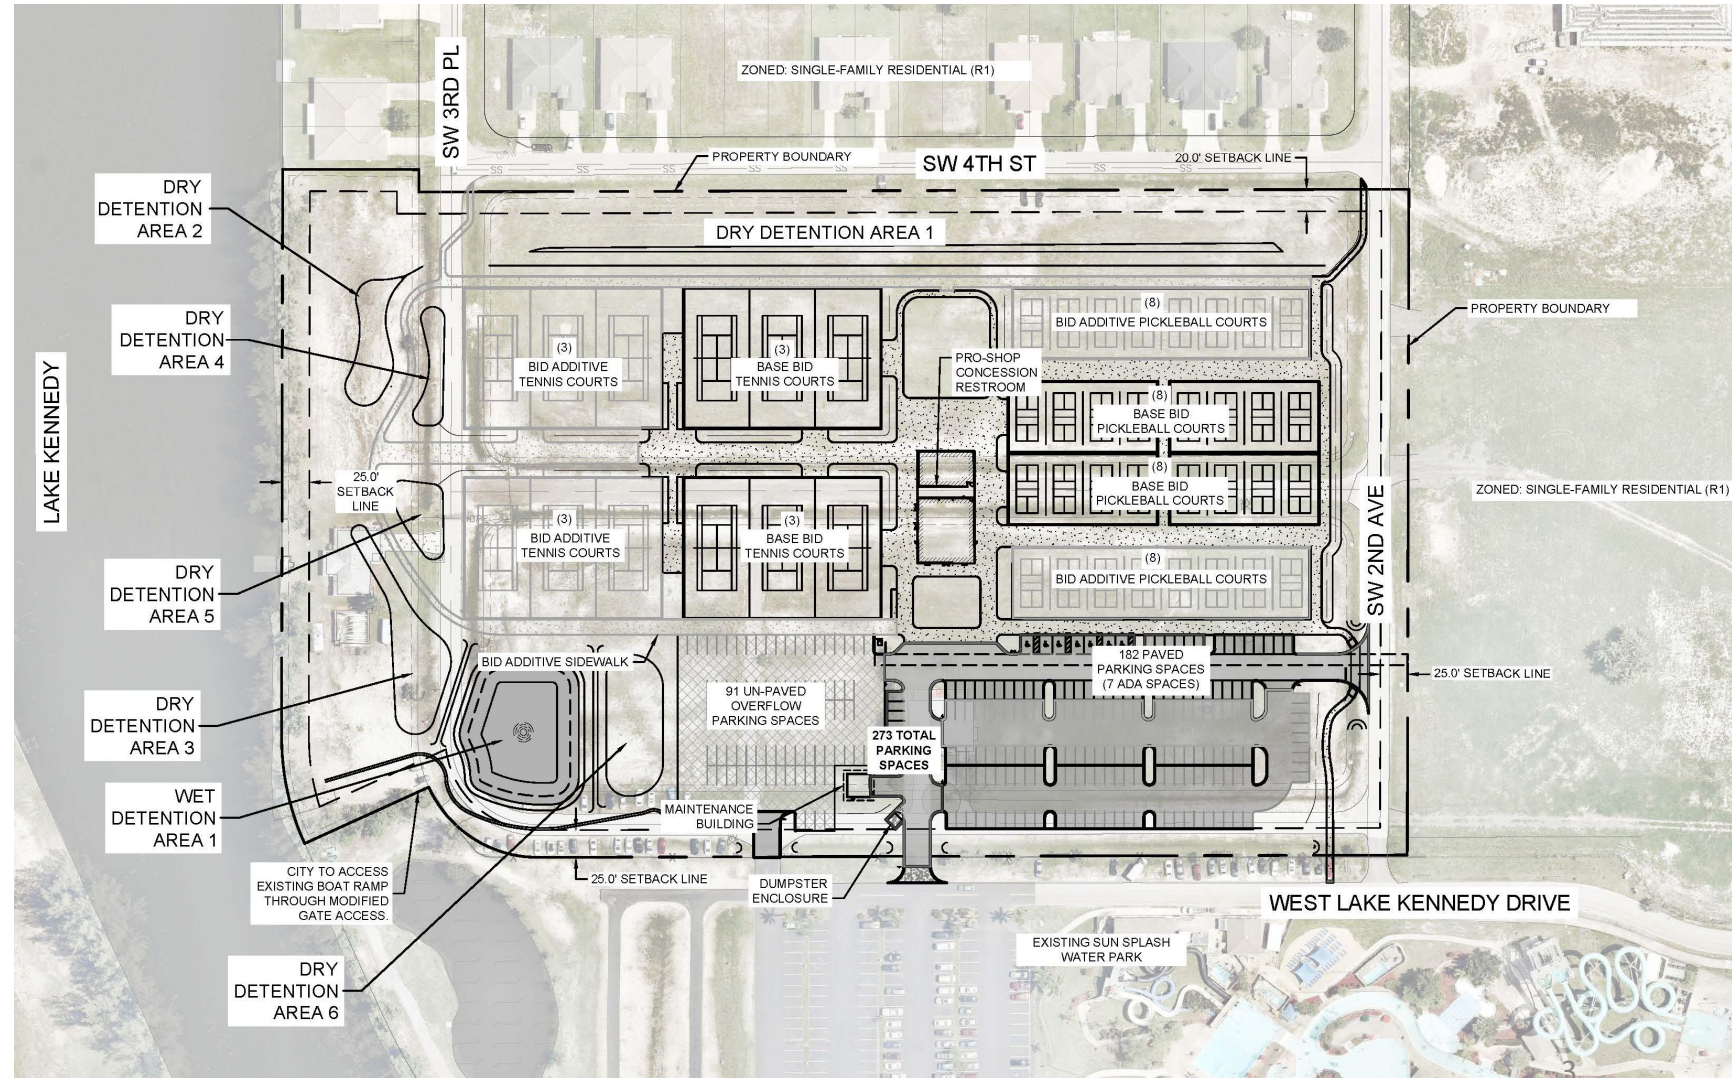 ZONED: SINGLE-FAMILY RESIDENTIAL (R1)
SW 3RD PL
PROPERTY BOUNDARY
SW 4TH ST
20.0' SETBACK LINE
DRY
DETENTION
AREA 2
DRY DETENTION AREA 1
DRY
DETENTION
AREA 4
LAKE KENNEDY
(3)
BID ADDITIVE
TENNIS COURTS
(3)
BASE BID
TENNIS COURTS
(8)
BID ADDITIVE PICKLEBALL COURTS
PROPERTY BOUNDARY
PRO-SHOP
CONCESSION
RESTROOM
(8)
BASE BID
PICKLEBALL COURTS
(8)
BASE BID
PICKLEBALL COURTS
25.0'
SETBACK
LINE
ZONED: SINGLE-FAMILY RESIDENTIAL (R1)
(3)
BID ADDITIVE
TENNIS COURTS
(3)
BASE BID
TENNIS COURTS
(8)
BID ADDITIVE PICKLEBALL COURTS
SW 2ND AVE
DRY
DETENTION
AREA 5
BID ADDITIVE SIDEWALK
182 PAVED
PARKING SPACES
(7 ADA SPACES)
25.0' SETBACK LINE
91 UN-PAVED
OVERFLOW
PARKING SPACES
DRY
DETENTION
AREA 3
273 TOTAL
PARKING
SPACES
WET
DETENTION
AREA 1
MAINTENANCE
BUILDING
CITY TO ACCESS
EXISTING BOAT RAMP
THROUGH MODIFIED
GATE ACCESS.
25.0' SETBACK LINE
DUMPSTER
ENCLOSURE
WEST LAKE KENNEDY DRIVE
EXISTING SUN SPLASH
WATER PARK
DRY
DETENTION
AREA 6
3